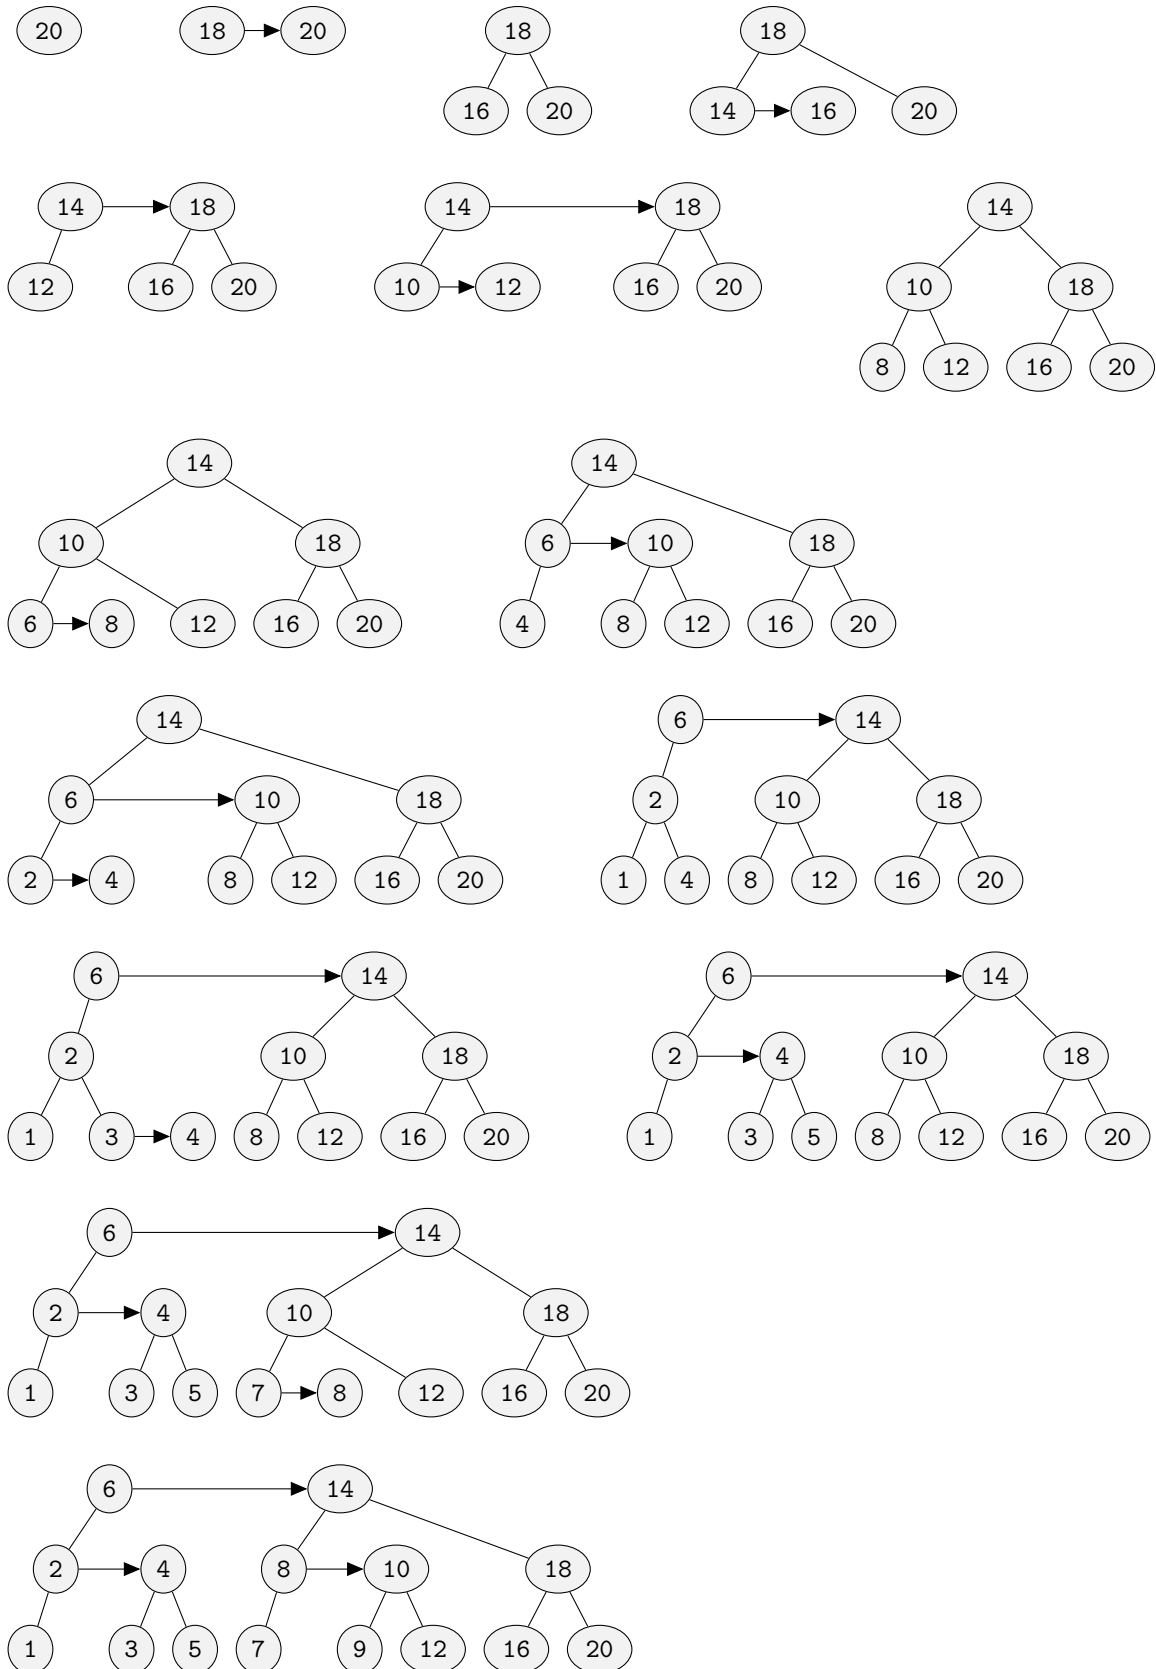 20 18 20 18 18
16 20 14 16 20
14 18 14 18 14
12 16 20 10 12 16 20 10 18
8 12 16 20
14 14
10 18 6 10 18
6 8 12 16 20 4 8 12 16 20
14 6 14
6 10 18 2 10 18
2 4 8 12 16 20 1 4 8 12 16 20
6 14 6 14
2 10 18 2 4 10 18
1 3 4 8 12 16 20 1 3 5 8 12 16 20
6 14
2 4 10 18
1 3 5 7 8 12 16 20
6 14
2 4 8 10 18
1 3 5 7 9 12 16 20